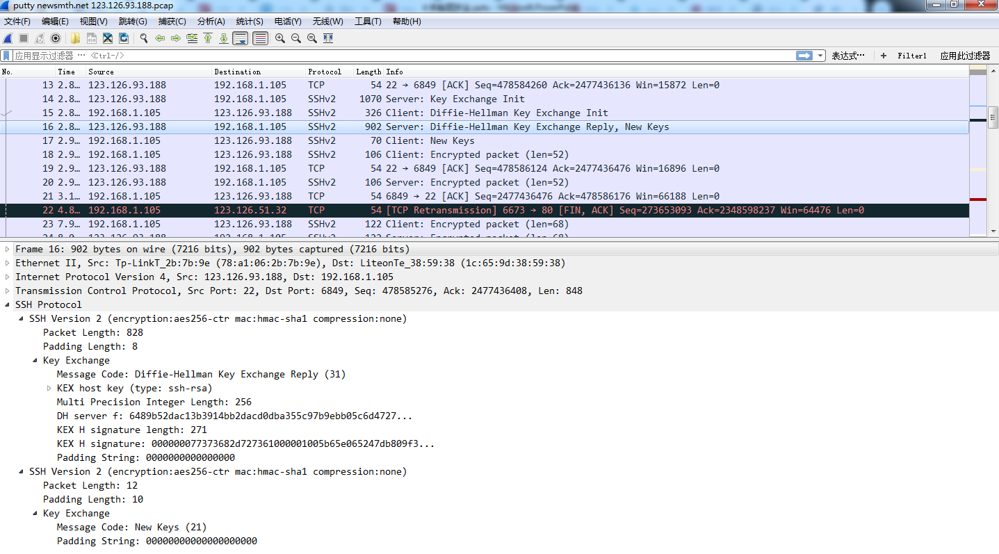 putty newsmth.net 123.126.93.188.pcap
文件(F) 编辑(E) 视图(V) 跳转(G) 捕获(C) 分析(A) 统计(S) 电话(Y) 无线(W) 工具(T) 帮助(H)
应用显示过滤器 … <Ctrl-/> 表达式… + Filter1 应用此过滤器
No. Time Source Destination Protocol Length Info
13 2.8… 123.126.93.188 192.168.1.105 TCP 54 22 → 6849 [ACK] Seq=478584260 Ack=2477436136 Win=15872 Len=0
14 2.8… 123.126.93.188 192.168.1.105 SSHv2 1070 Server: Key Exchange Init
15 2.8… 192.168.1.105 123.126.93.188 SSHv2 326 Client: Diffie-Hellman Key Exchange Init
16 2.8… 123.126.93.188 192.168.1.105 SSHv2 902 Server: Diffie-Hellman Key Exchange Reply, New Keys
17 2.9… 192.168.1.105 123.126.93.188 SSHv2 70 Client: New Keys
18 2.9… 192.168.1.105 123.126.93.188 SSHv2 106 Client: Encrypted packet (len=52)
19 2.9… 123.126.93.188 192.168.1.105 TCP 54 22 → 6849 [ACK] Seq=478586124 Ack=2477436476 Win=16896 Len=0
20 2.9… 123.126.93.188 192.168.1.105 SSHv2 106 Server: Encrypted packet (len=52)
21 3.1… 192.168.1.105 123.126.93.188 TCP 54 6849 → 22 [ACK] Seq=2477436476 Ack=478586176 Win=66188 Len=0
22 4.8… 192.168.1.105 123.126.51.32 TCP 54 [TCP Retransmission] 6673 → 80 [FIN, ACK] Seq=273653093 Ack=2348598237 Win=64476 Len=0
23 7.9… 192.168.1.105 123.126.93.188 SSHv2 122 Client: Encrypted packet (len=68)
24 8.0… 123.126.93.188 192.168.1.105 SSHv2 122 Server: Encrypted packet (len=68)
Frame 16: 902 bytes on wire (7216 bits), 902 bytes captured (7216 bits)
Ethernet II, Src: Tp-LinkT_2b:7b:9e (78:a1:06:2b:7b:9e), Dst: LiteonTe_38:59:38 (1c:65:9d:38:59:38)
Internet Protocol Version 4, Src: 123.126.93.188, Dst: 192.168.1.105
Transmission Control Protocol, Src Port: 22, Dst Port: 6849, Seq: 478585276, Ack: 2477436408, Len: 848
SSH Protocol
SSH Version 2 (encryption:aes256-ctr mac:hmac-sha1 compression:none)
Packet Length: 828
Padding Length: 8
Key Exchange
Message Code: Diffie-Hellman Key Exchange Reply (31)
KEX host key (type: ssh-rsa)
Multi Precision Integer Length: 256
DH server f: 6489b52dac13b3914bb2dacd0dba355c97b9ebb05c6d4727...
KEX H signature length: 271
KEX H signature: 000000077373682d727361000001005b65e065247db809f3...
Padding String: 0000000000000000
SSH Version 2 (encryption:aes256-ctr mac:hmac-sha1 compression:none)
Packet Length: 12
Padding Length: 10
Key Exchange
Message Code: New Keys (21)
Padding String: 00000000000000000000